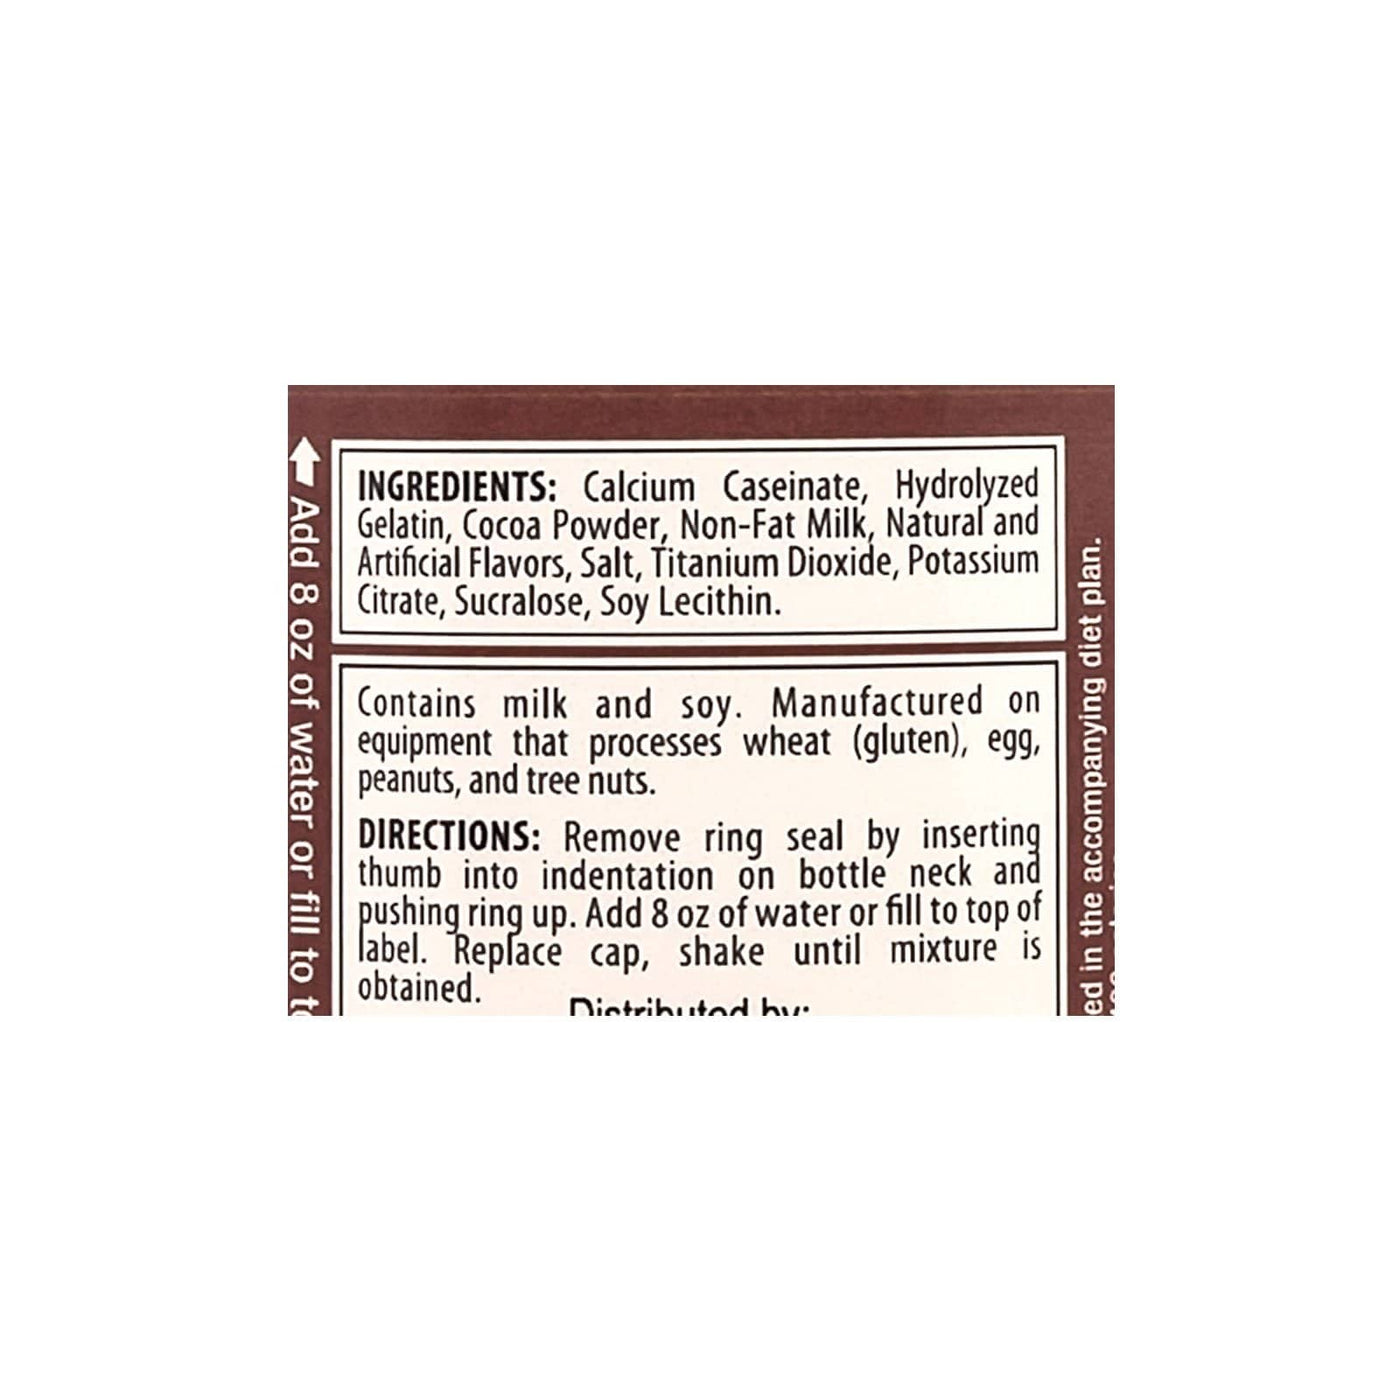 INGREDIENTS: Calcium Caseinate, Hydrolyzed
Gelatin, Cocoa Powder, Non-Fat Milk, Natural and
Artificial Flavors, Salt, Titanium Dioxide, Potassium
Citrate, Sucralose, Soy Lecithin.
Contains milk and soy. Manufactured on
equipment that processes wheat (gluten), egg,
peanuts, and tree nuts.
DIRECTIONS: Remove ring seal by inserting
thumb into indentation on bottle neck and
pushing ring up. Add 8 oz of water or fill to top of
label. Replace cap, shake until mixture is
obtained.
Distributed by:
Add 8 oz of water or fill to
in the accompanying diet plan.